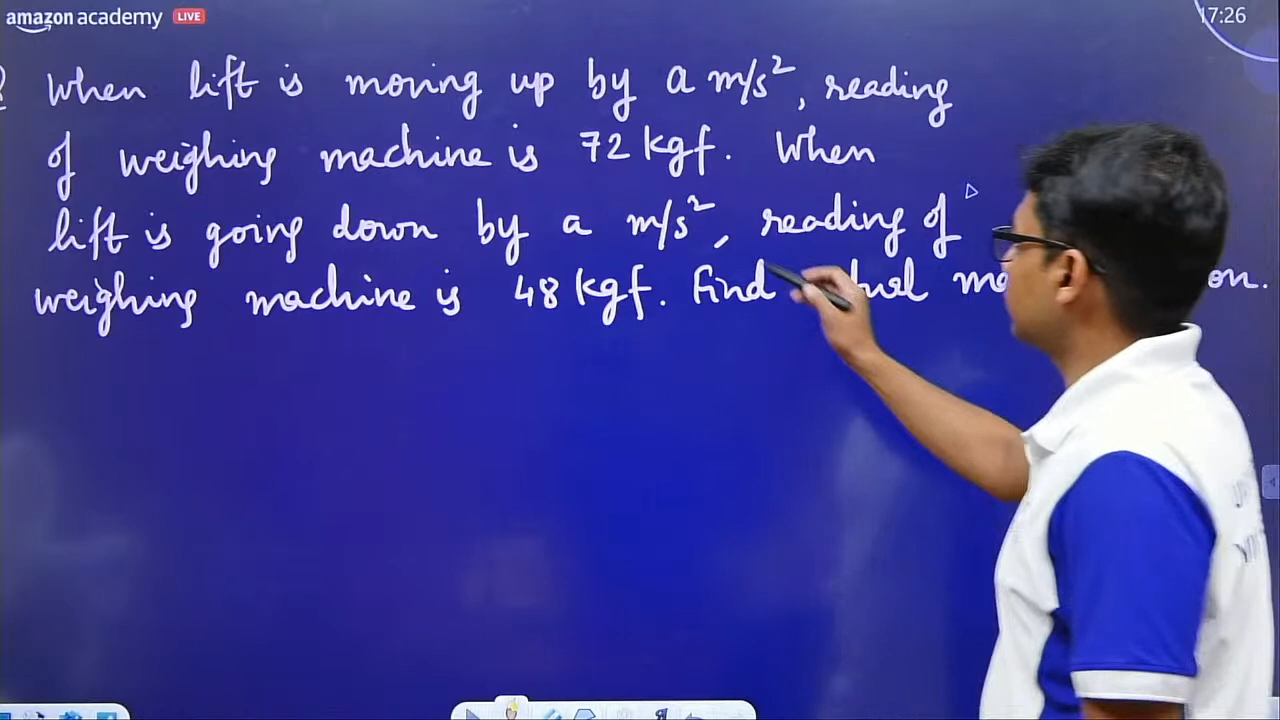 amazon academy LIVE
17:26
When lift is moving up by a m/s², reading
of weighing machine is 72 kgf. When
lift is going down by a m/s², reading of
weighing machine is 48 kgf. Find on.